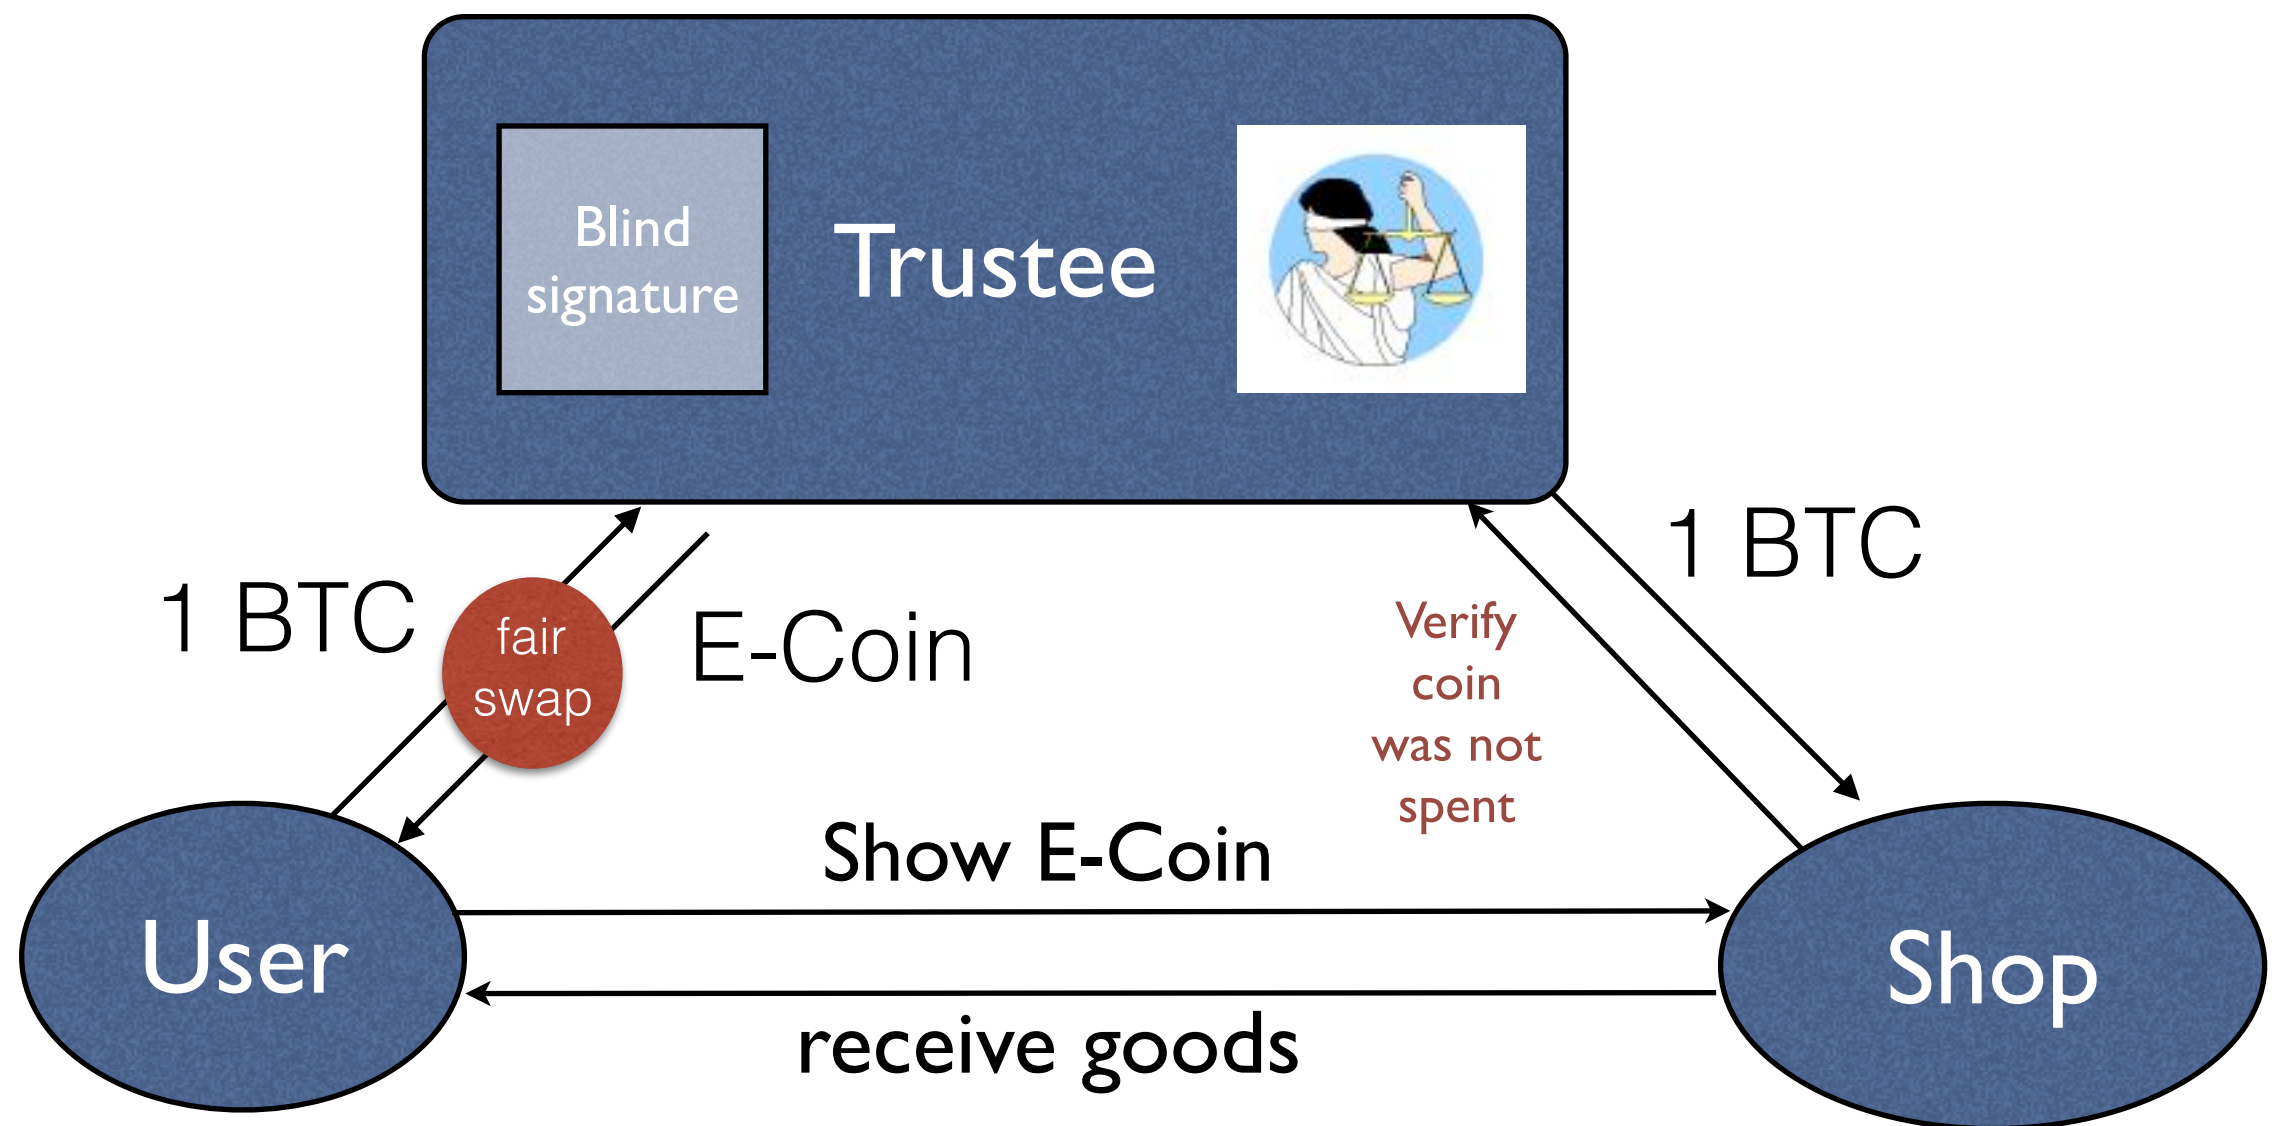 Blind
signature
Trustee
1 BTC
fair
swap
E-Coin
Verify
coin
was not
spent
1 BTC
Show E-Coin
User
Shop
receive goods